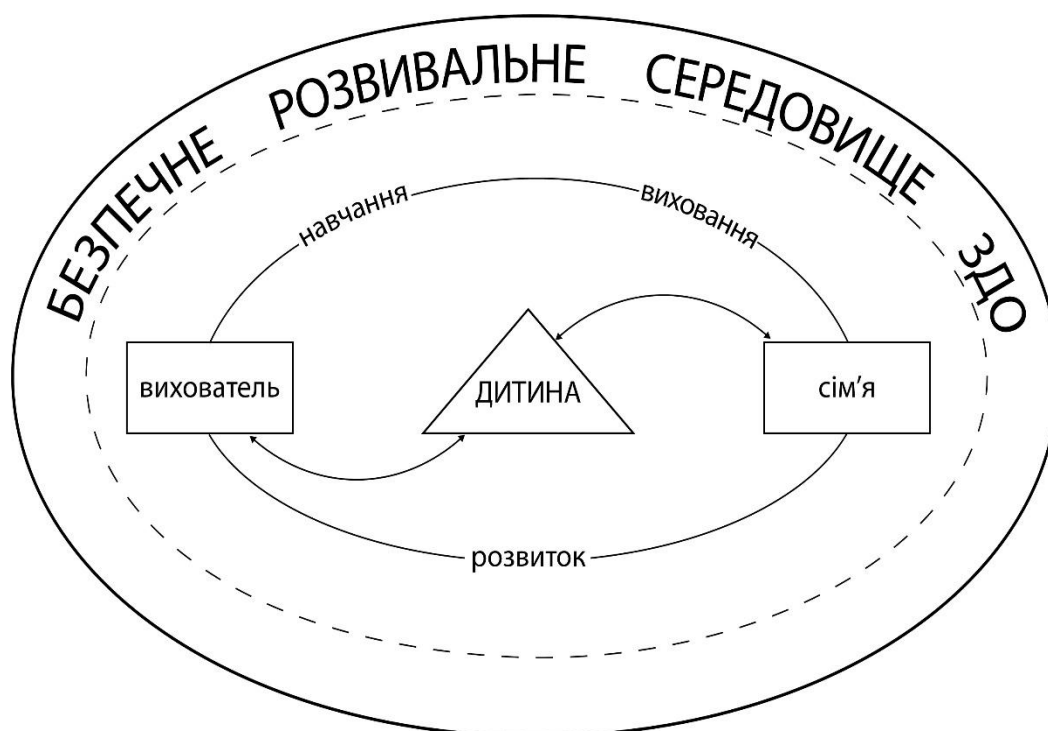 БЕЗПЕЧНЕ РОЗВИВАЛЬНЕ СЕРЕДОВИЩЕ ЗДО
навчання
виховання
вихователь
ДИТИНА
сім'я
розвиток